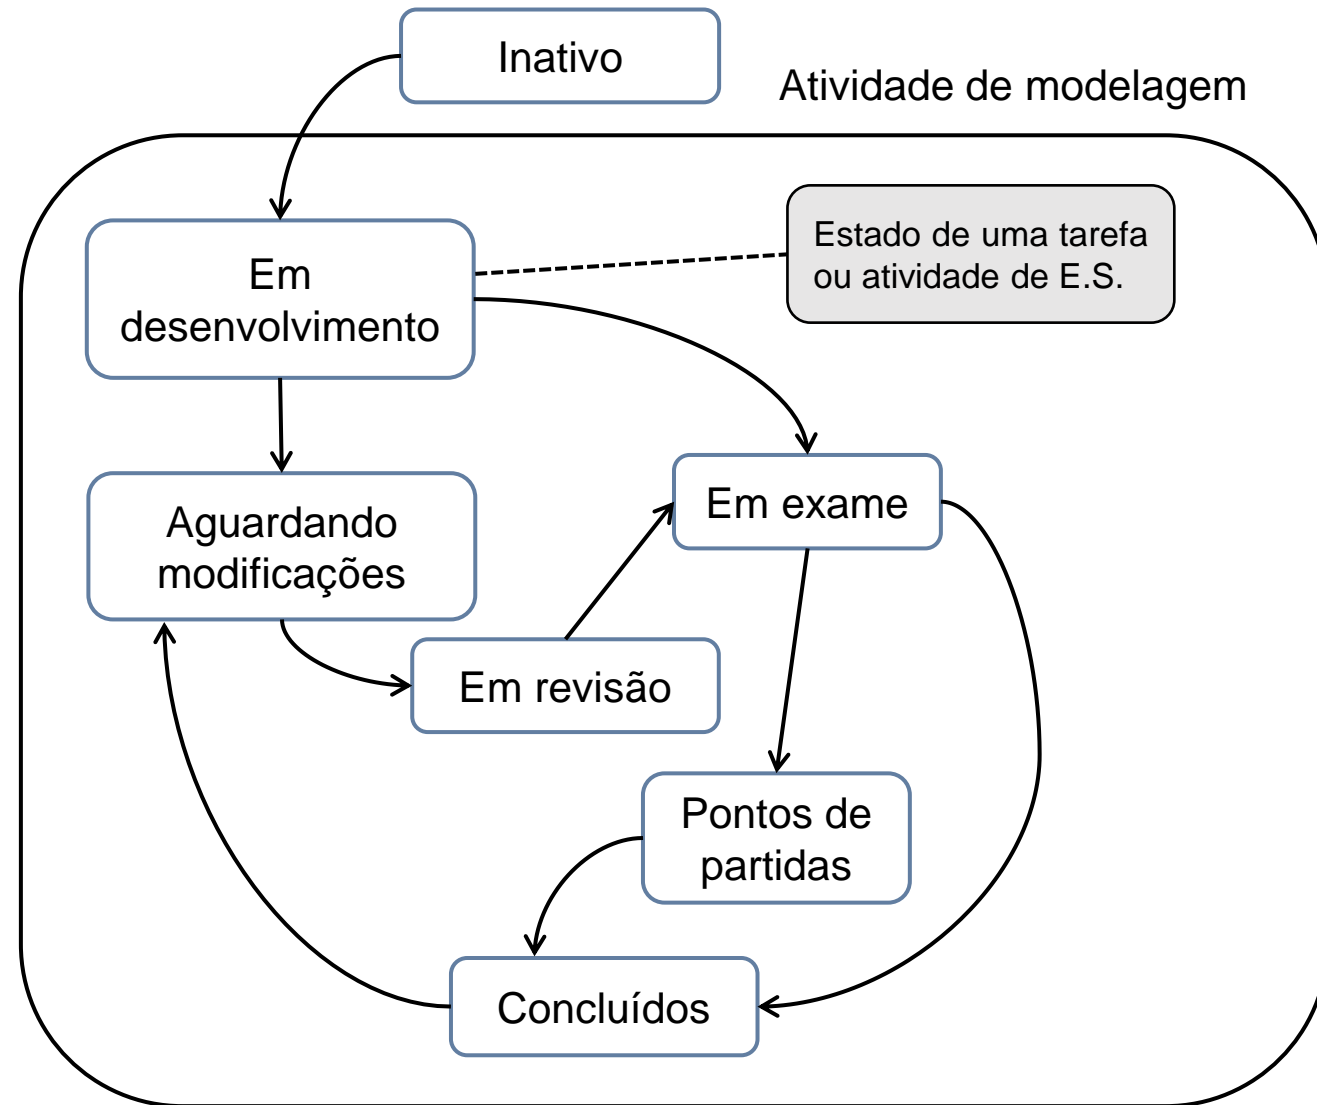 Inativo
Atividade de modelagem
Estado de uma tarefa
ou atividade de E.S.
Em
desenvolvimento
Em exame
Aguardando
modificações
Em revisão
Pontos de
partidas
Concluídos